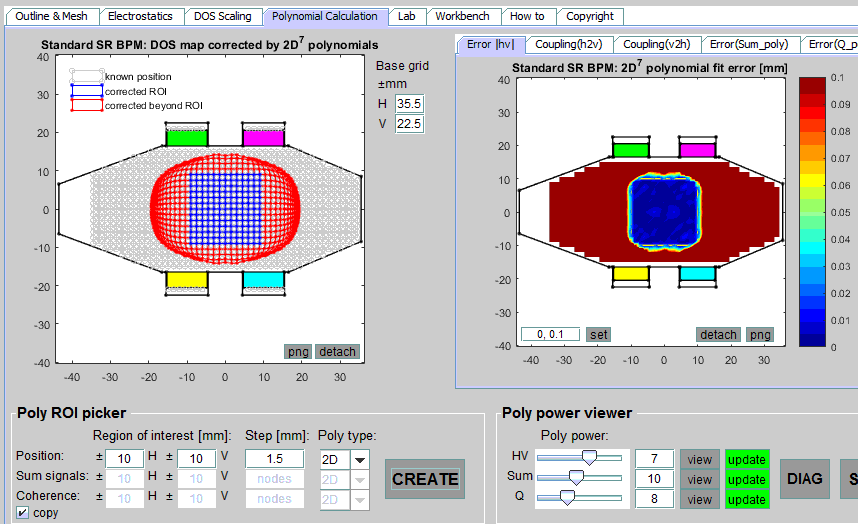 Outline & Mesh Electrostatics DOS Scaling Polynomial Calculation Lab Workbench How to Copyright
Standard SR BPM: DOS map corrected by 2D7 polynomials
40
30
20
10
0
-10
-20
-30
-40
-40 -30 -20 -10 0 10 20 30
known position
corrected ROI
corrected beyond ROI
png detach
Base grid
±mm
H 35.5
V 22.5
Error |hv| Coupling(h2v) Coupling(v2h) Error(Sum_poly) Error(Q_p
Standard SR BPM: 2D7 polynomial fit error [mm]
40
30
20
10
0
-10
-20
-30
-40
-40 -30 -20 -10 0 10 20 30
0, 0.1 set detach png
0.1
0.09
0.08
0.07
0.06
0.05
0.04
0.03
0.02
0.01
0
Poly ROI picker
Region of interest [mm]: Step [mm]: Poly type:
Position: ± 10 H ± 10 V 1.5 2D
Sum signals: ± 10 H ± 10 V nodes 2D
Coherence: ± 10 H ± 10 V nodes 2D
copy
CREATE
Poly power viewer
Poly power:
HV 7 view update
Sum 10 view update
Q 8 view update
DIAG S